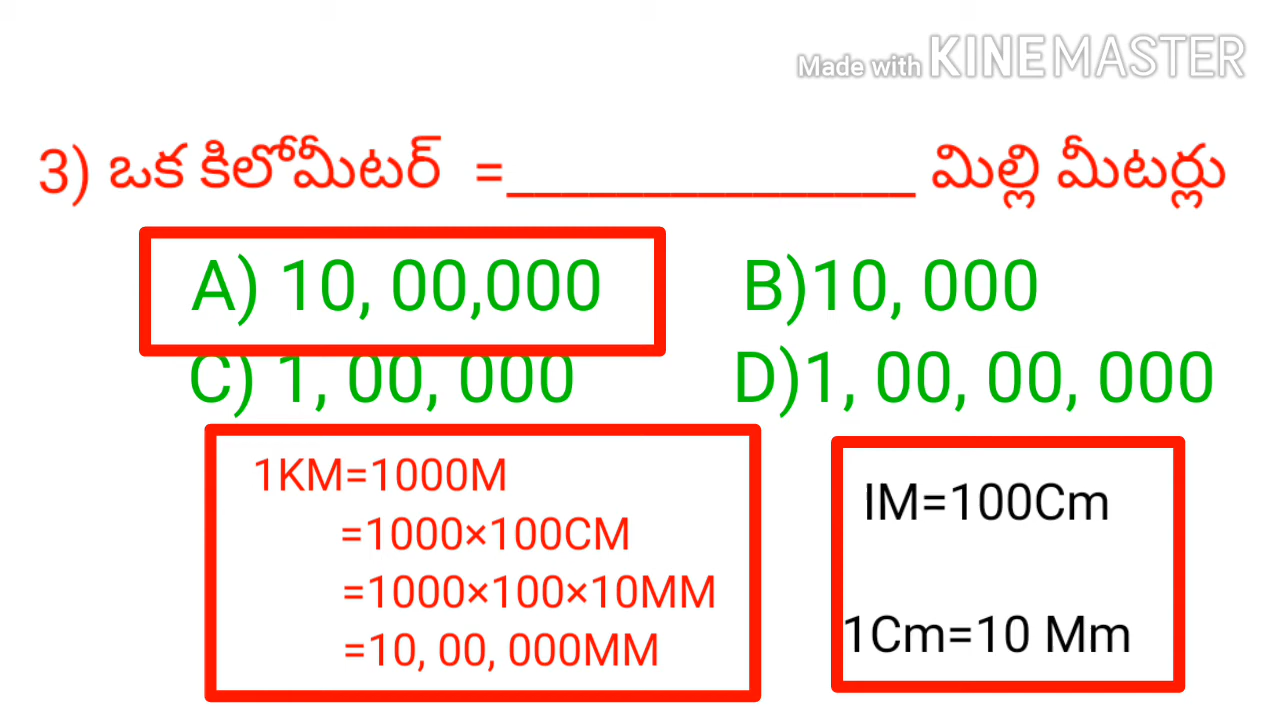 Made with KINEMASTER
3) ఒక కిలోమీటర్ =_______________ మిల్లి మీటర్లు
A) 10, 00,000 B)10, 000
C) 1, 00, 000 D)1, 00, 00, 000
1KM=1000M
=1000×100CM
=1000×100×10MM
=10, 00, 000MM
IM=100Cm
1Cm=10 Mm